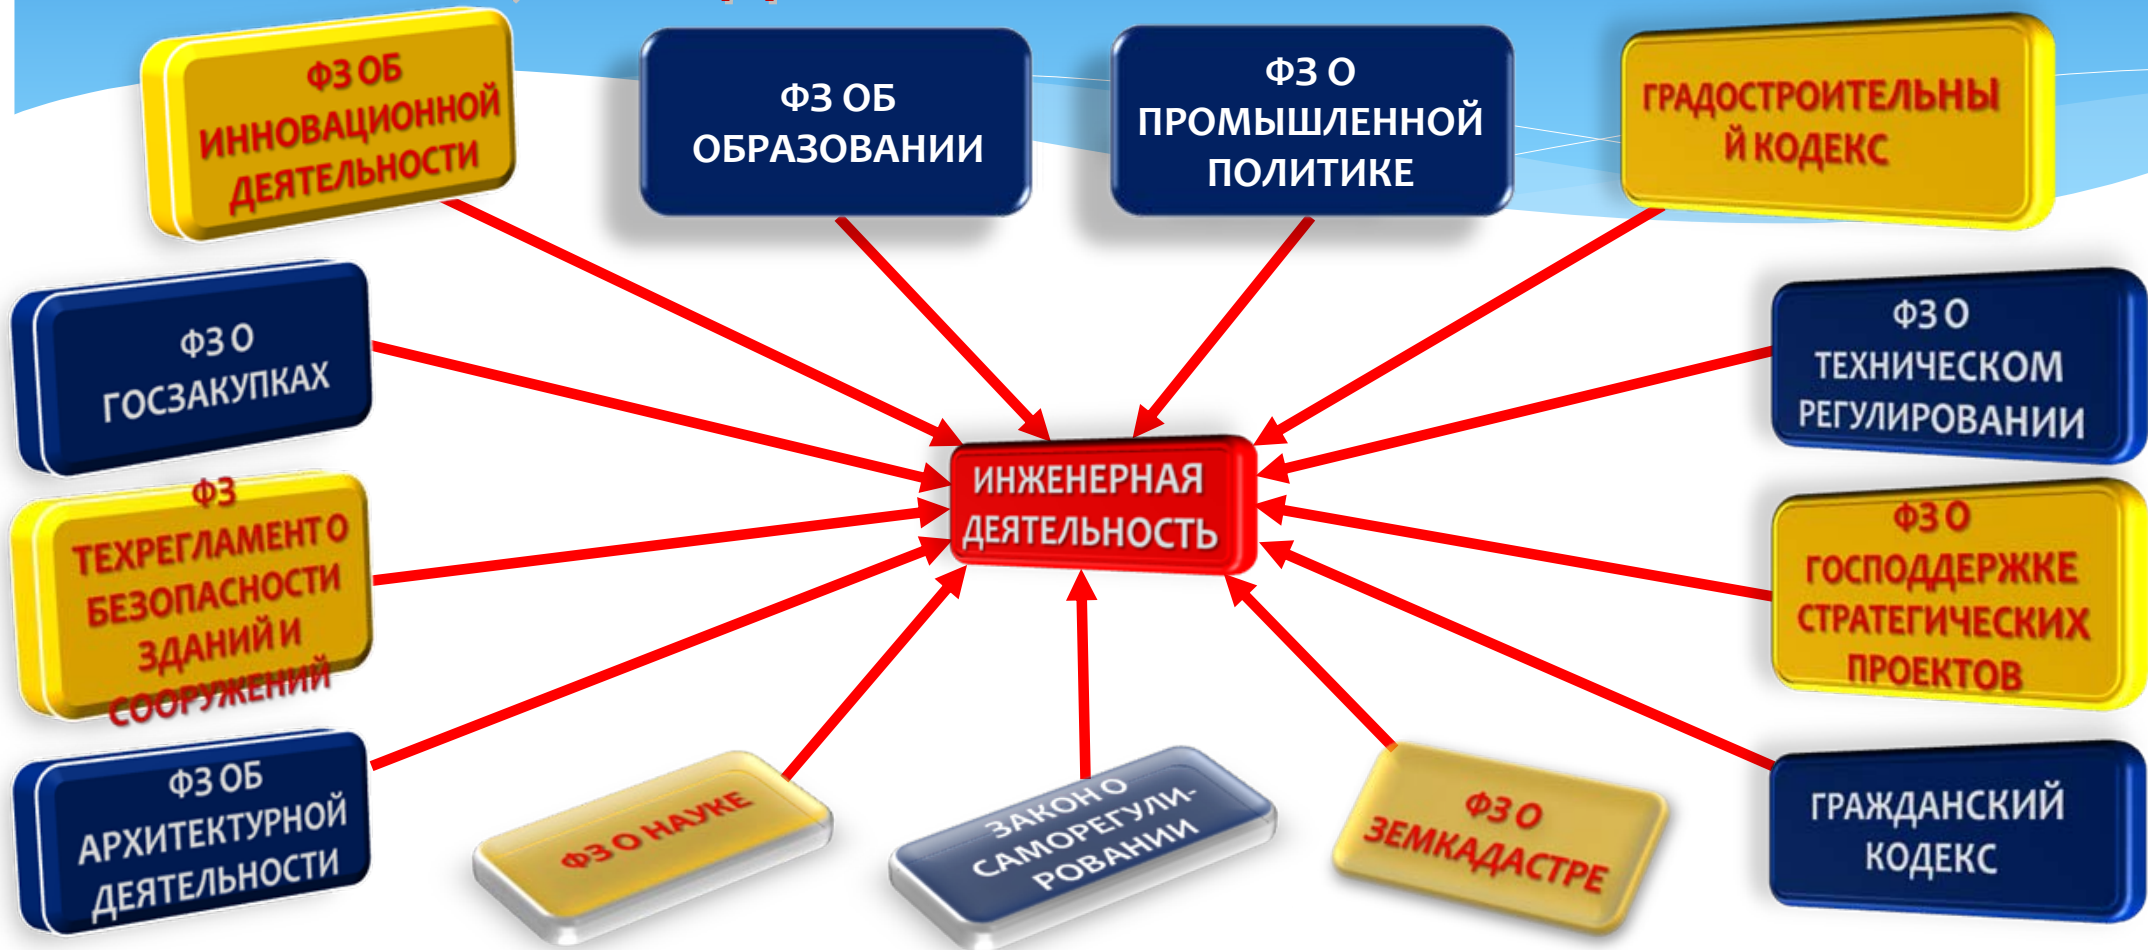 ФЗ ОБ
ИННОВАЦИОННОЙ
ДЕЯТЕЛЬНОСТИ
ФЗ ОБ
ОБРАЗОВАНИИ
ФЗ О
ПРОМЫШЛЕННОЙ
ПОЛИТИКЕ
ГРАДОСТРОИТЕЛЬНЫ
Й КОДЕКС
ФЗ О
ГОСЗАКУПКАХ
ФЗ О
ТЕХНИЧЕСКОМ
РЕГУЛИРОВАНИИ
ИНЖЕНЕРНАЯ
ДЕЯТЕЛЬНОСТЬ
ФЗ
ТЕХРЕГЛАМЕНТ О
БЕЗОПАСНОСТИ
ЗДАНИЙ И
СООРУЖЕНИЙ
ФЗ О
ГОСПОДДЕРЖКЕ
СТРАТЕГИЧЕСКИХ
ПРОЕКТОВ
ФЗ ОБ
АРХИТЕКТУРНОЙ
ДЕЯТЕЛЬНОСТИ
ФЗ О НАУКЕ
ЗАКОН О
САМОРЕГУЛИ-
РОВАНИИ
ФЗ О
ЗЕМКАДАСТРЕ
ГРАЖДАНСКИЙ
КОДЕКС